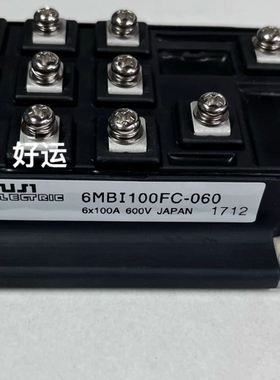 好运
ELECTRIC
6MBI100FC-060
6x100A 600V JAPAN 1712